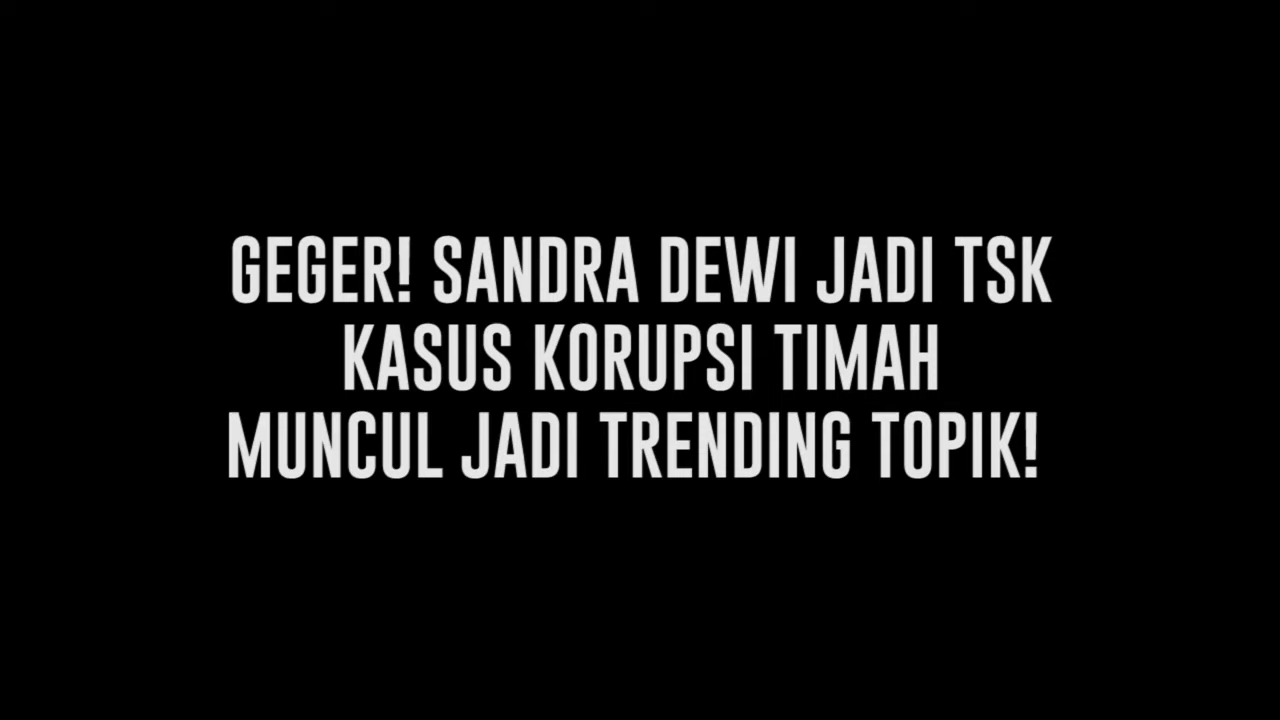 GEGER! SANDRA DEWI JADI TSK
KASUS KORUPSI TIMAH
MUNCUL JADI TRENDING TOPIK!